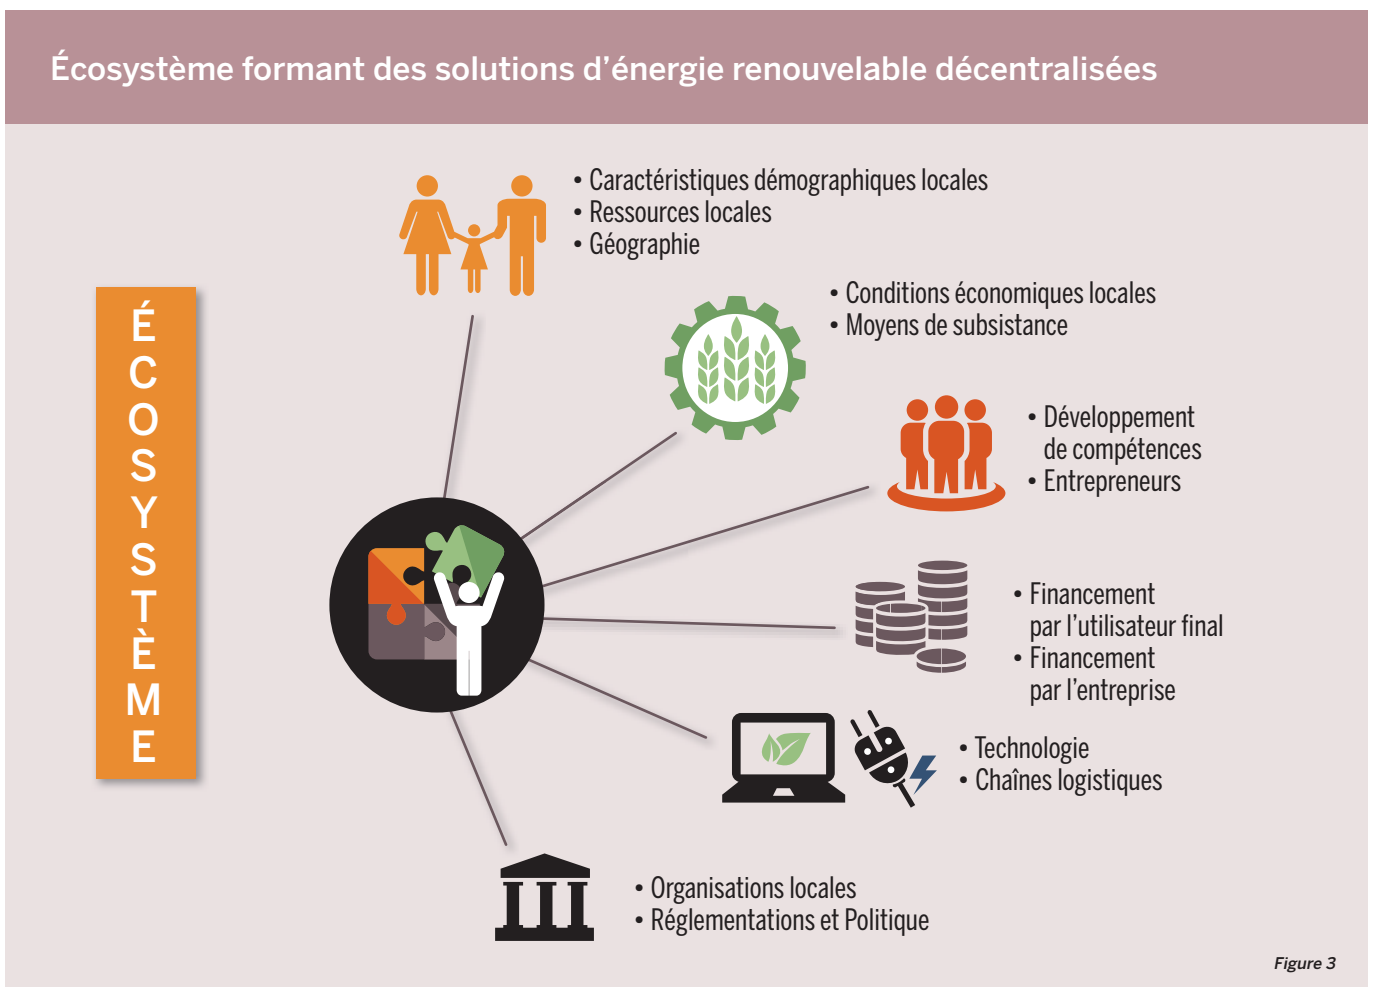 Écosystème formant des solutions d’énergie renouvelable décentralisées
É
C
O
S
Y
S
T
È
M
E
• Caractéristiques démographiques locales
• Ressources locales
• Géographie
• Conditions économiques locales
• Moyens de subsistance
• Développement
de compétences
• Entrepreneurs
• Financement
par l’utilisateur final
• Financement
par l’entreprise
• Technologie
• Chaînes logistiques
• Organisations locales
• Réglementations et Politique
Figure 3